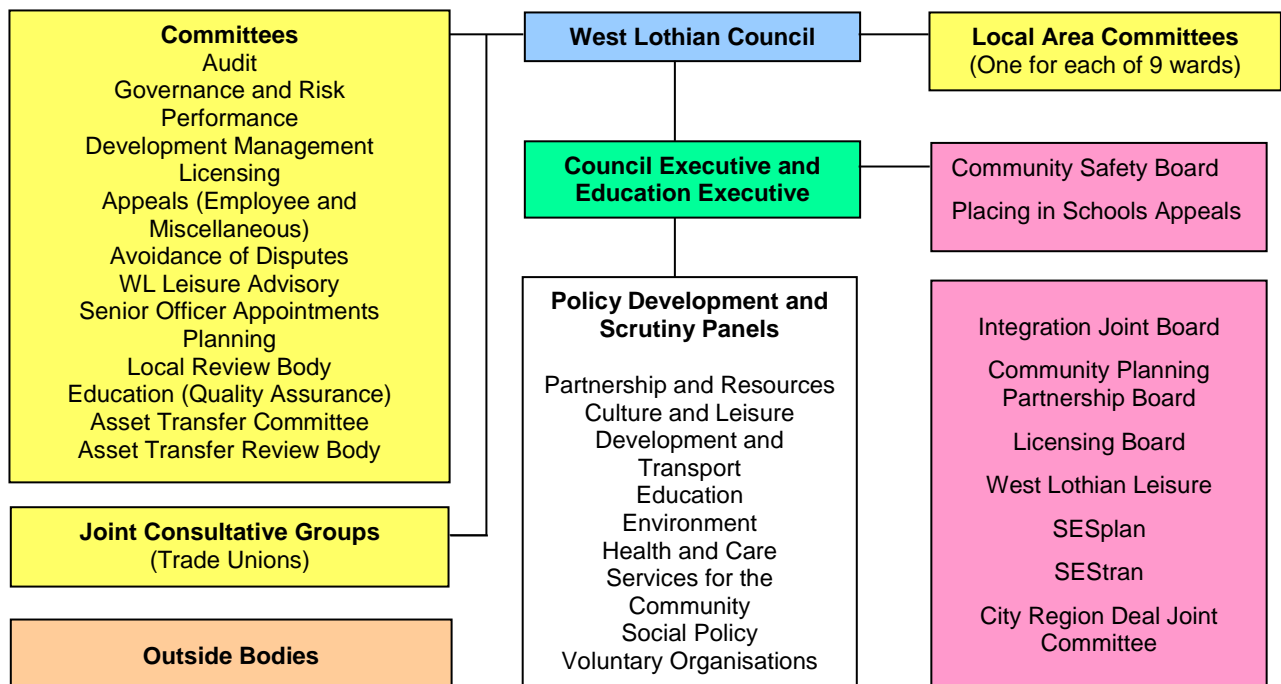 Committees
Audit
Governance and Risk
Performance
Development Management
Licensing
Appeals (Employee and
Miscellaneous)
Avoidance of Disputes
WL Leisure Advisory
Senior Officer Appointments
Planning
Local Review Body
Education (Quality Assurance)
Asset Transfer Committee
Asset Transfer Review Body
Joint Consultative Groups
(Trade Unions)
Outside Bodies
West Lothian Council
Council Executive and
Education Executive
Policy Development and
Scrutiny Panels
Partnership and Resources
Culture and Leisure
Development and
Transport
Education
Environment
Health and Care
Services for the
Community
Social Policy
Voluntary Organisations
Local Area Committees
(One for each of 9 wards)
Community Safety Board
Placing in Schools Appeals
Integration Joint Board
Community Planning
Partnership Board
Licensing Board
West Lothian Leisure
SESplan
SEStran
City Region Deal Joint
Committee